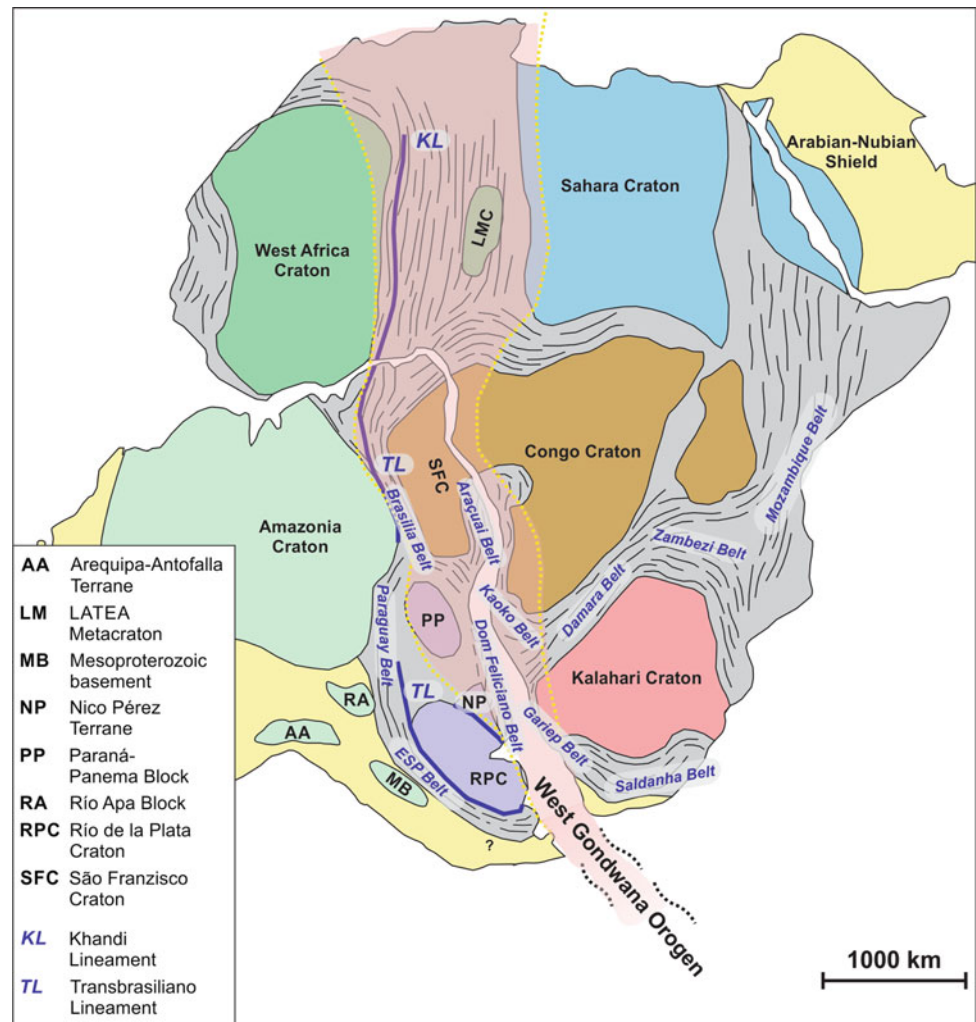 KL
Arabian-Nubian
Shield
Sahara Craton
LMC
West Africa
Craton
Mozambique Belt
Congo Craton
TL
SFC
Araçuai Belt
Brasilia Belt
Amazonia
Craton
Zambezi Belt
Damara Belt
Kaoko Belt
PP
Paraguay Belt
Dom Feliciano Belt
Kalahari Craton
TL
NP
RA
Gariep Belt
AA
ESP Belt
RPC
Saldanha Belt
MB
?
West Gondwana Orogen
1000 km
AA Arequipa-Antofalla
Terrane
LM LATEA
Metacraton
MB Mesoproterozoic
basement
NP Nico Pérez
Terrane
PP Paraná-
Panema Block
RA Río Apa Block
RPC Río de la Plata
Craton
SFC São Franzisco
Craton
KL Khandi
Lineament
TL Transbrasiliano
Lineament